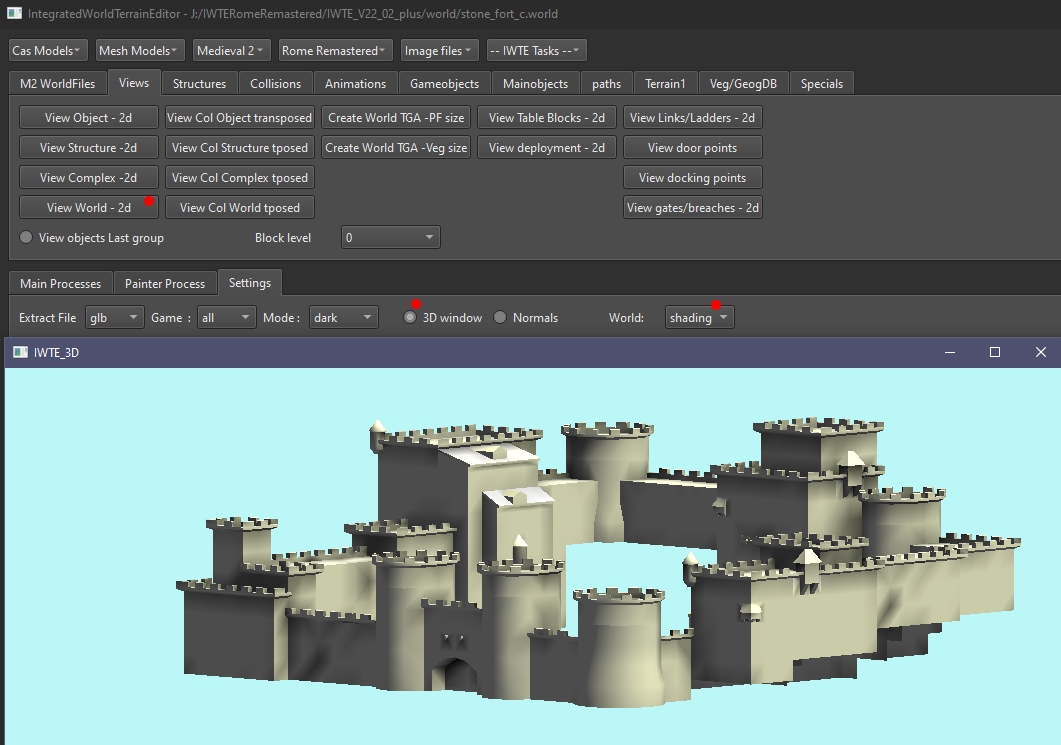 IntegratedWorldTerrainEditor - J:/IWTERomeRemastered/IWTE_V22_02_plus/world/stone_fort_c.world
Cas Models Mesh Models Medieval 2 Rome Remastered Image files -- IWTE Tasks --
M2 WorldFiles Views Structures Collisions Animations Gameobjects Mainobjects paths Terrain1 Veg/GeogDB Specials
View Object - 2d View Col Object transposed Create World TGA -PF size View Table Blocks - 2d View Links/Ladders - 2d
View Structure -2d View Col Structure tposed Create World TGA -Veg size View deployment - 2d View door points
View Complex -2d View Col Complex tposed View docking points
View World - 2d View Col World tposed View gates/breaches - 2d
View objects Last group Block level 0
Main Processes Painter Process Settings
Extract File glb Game : all Mode : dark 3D window Normals World: shading
IWTE_3D